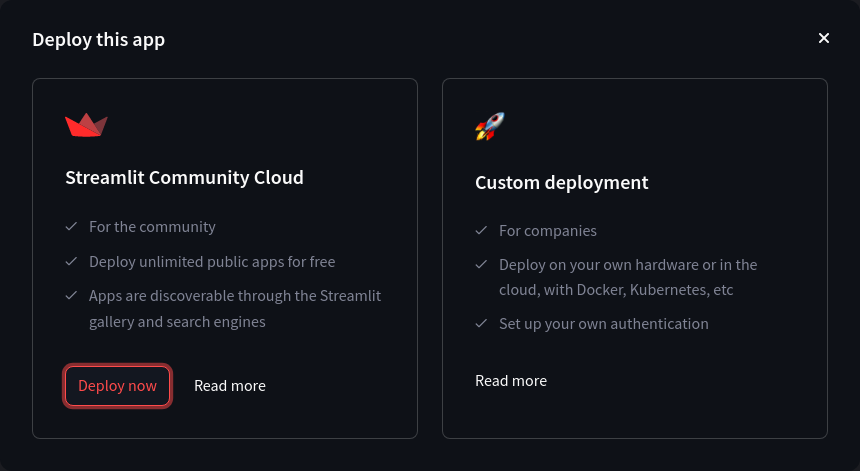 Deploy this app
Streamlit Community Cloud
For the community
Deploy unlimited public apps for free
Apps are discoverable through the Streamlit
gallery and search engines
Deploy now
Read more
Custom deployment
For companies
Deploy on your own hardware or in the
cloud, with Docker, Kubernetes, etc
Set up your own authentication
Read more